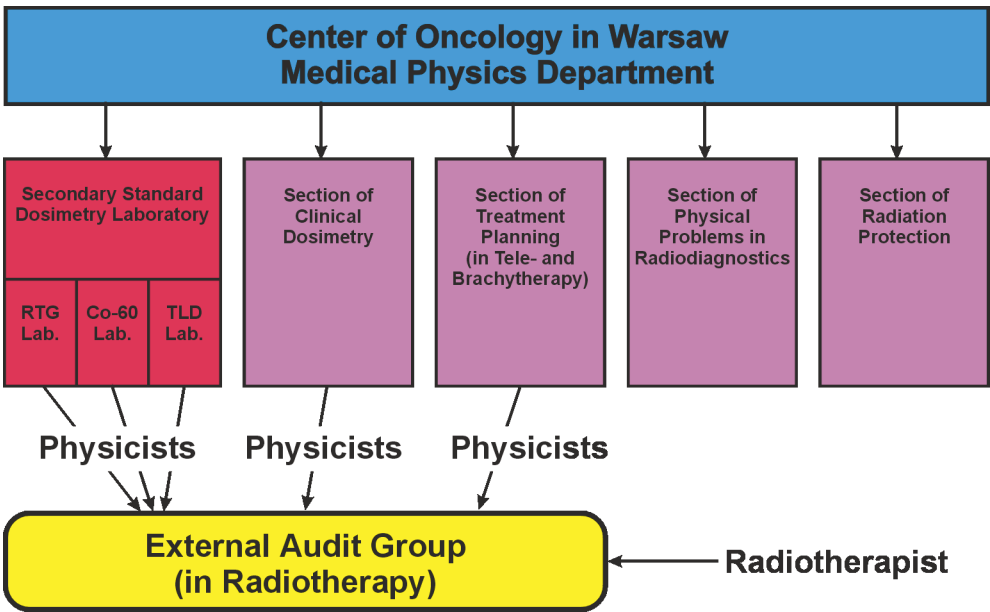 Center of Oncology in Warsaw
Medical Physics Department
Secondary Standard
Dosimetry Laboratory
RTG
Lab.
Co-60
Lab.
TLD
Lab.
Section of
Clinical
Dosimetry
Section of
Treatment
Planning
(in Tele- and
Brachytherapy)
Section of
Physical
Problems in
Radiodiagnostics
Section of
Radiation
Protection
Physicists
Physicists
Physicists
External Audit Group
(in Radiotherapy)
Radiotherapist